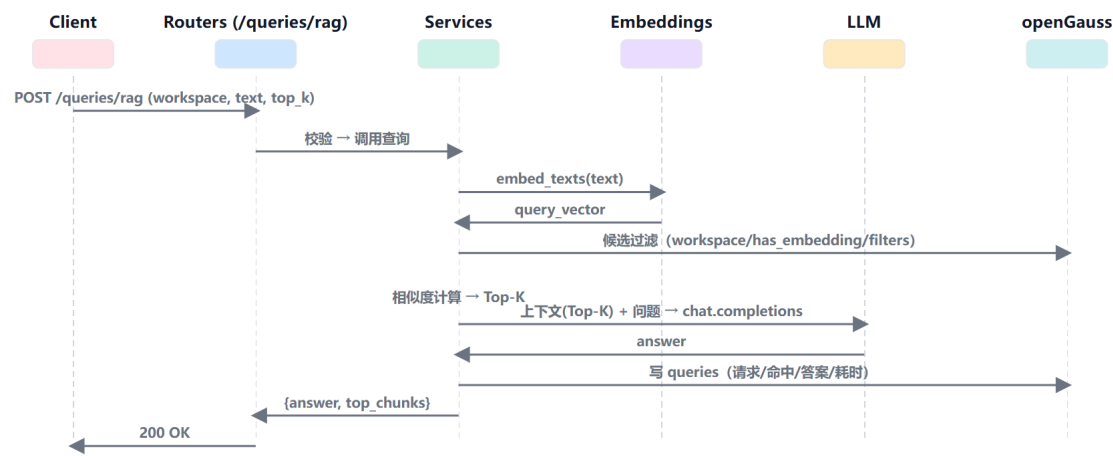 Client
Routers (/queries/rag)
Services
Embeddings
LLM
openGauss
POST /queries/rag (workspace, text, top_k)
校验 → 调用查询
embed_texts(text)
query_vector
候选过滤（workspace/has_embedding/filters）
相似度计算 → Top-K
上下文(Top-K) + 问题 → chat.completions
answer
写 queries（请求/命中/答案/耗时）
{answer, top_chunks}
200 OK